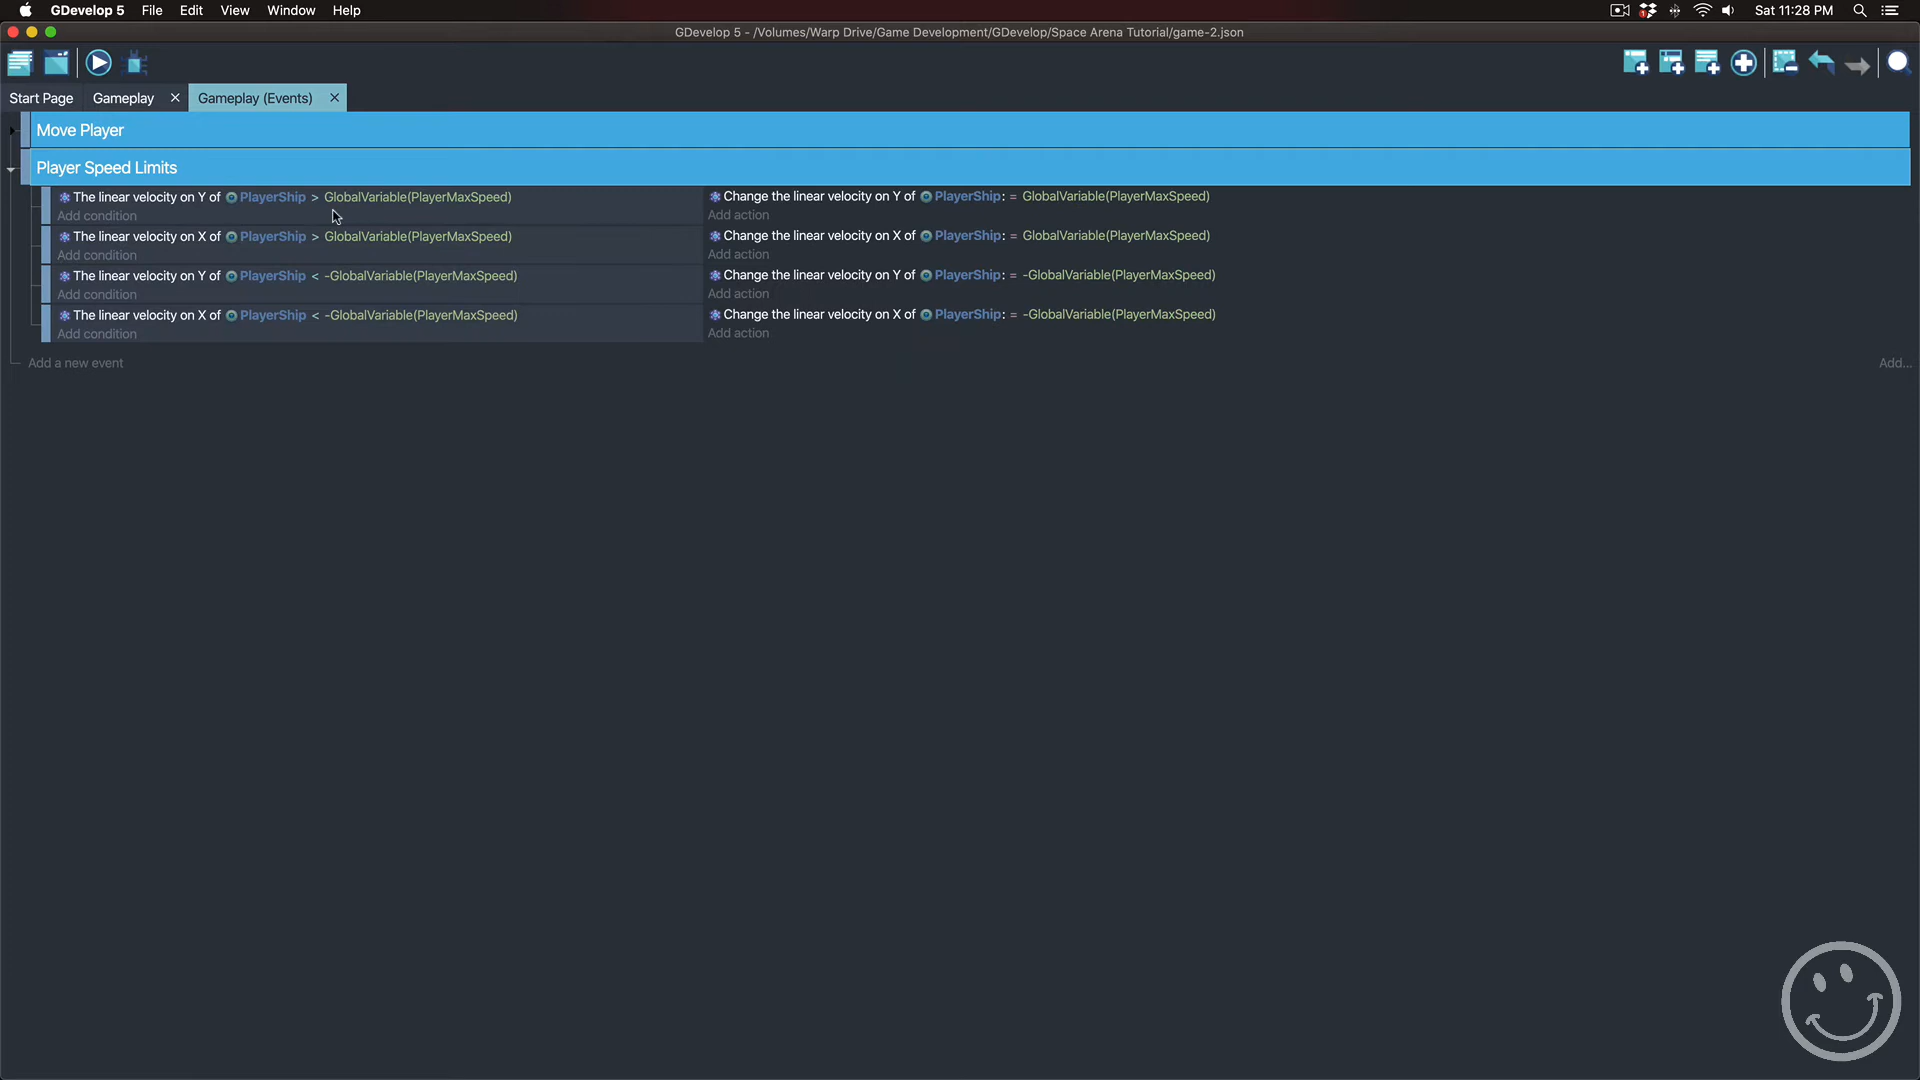 GDevelop 5 File Edit View Window Help Sat 11:28 PM
GDevelop 5 - /Volumes/Warp Drive/Game Development/GDevelop/Space Arena Tutorial/game-2.json
Start Page Gameplay Gameplay (Events)
Move Player
Player Speed Limits
The linear velocity on Y of PlayerShip > GlobalVariable(PlayerMaxSpeed) Change the linear velocity on Y of PlayerShip: = GlobalVariable(PlayerMaxSpeed)
Add condition Add action
The linear velocity on X of PlayerShip > GlobalVariable(PlayerMaxSpeed) Change the linear velocity on X of PlayerShip: = GlobalVariable(PlayerMaxSpeed)
Add condition Add action
The linear velocity on Y of PlayerShip < -GlobalVariable(PlayerMaxSpeed) Change the linear velocity on Y of PlayerShip: = -GlobalVariable(PlayerMaxSpeed)
Add condition Add action
The linear velocity on X of PlayerShip < -GlobalVariable(PlayerMaxSpeed) Change the linear velocity on X of PlayerShip: = -GlobalVariable(PlayerMaxSpeed)
Add condition Add action
Add a new event Add...